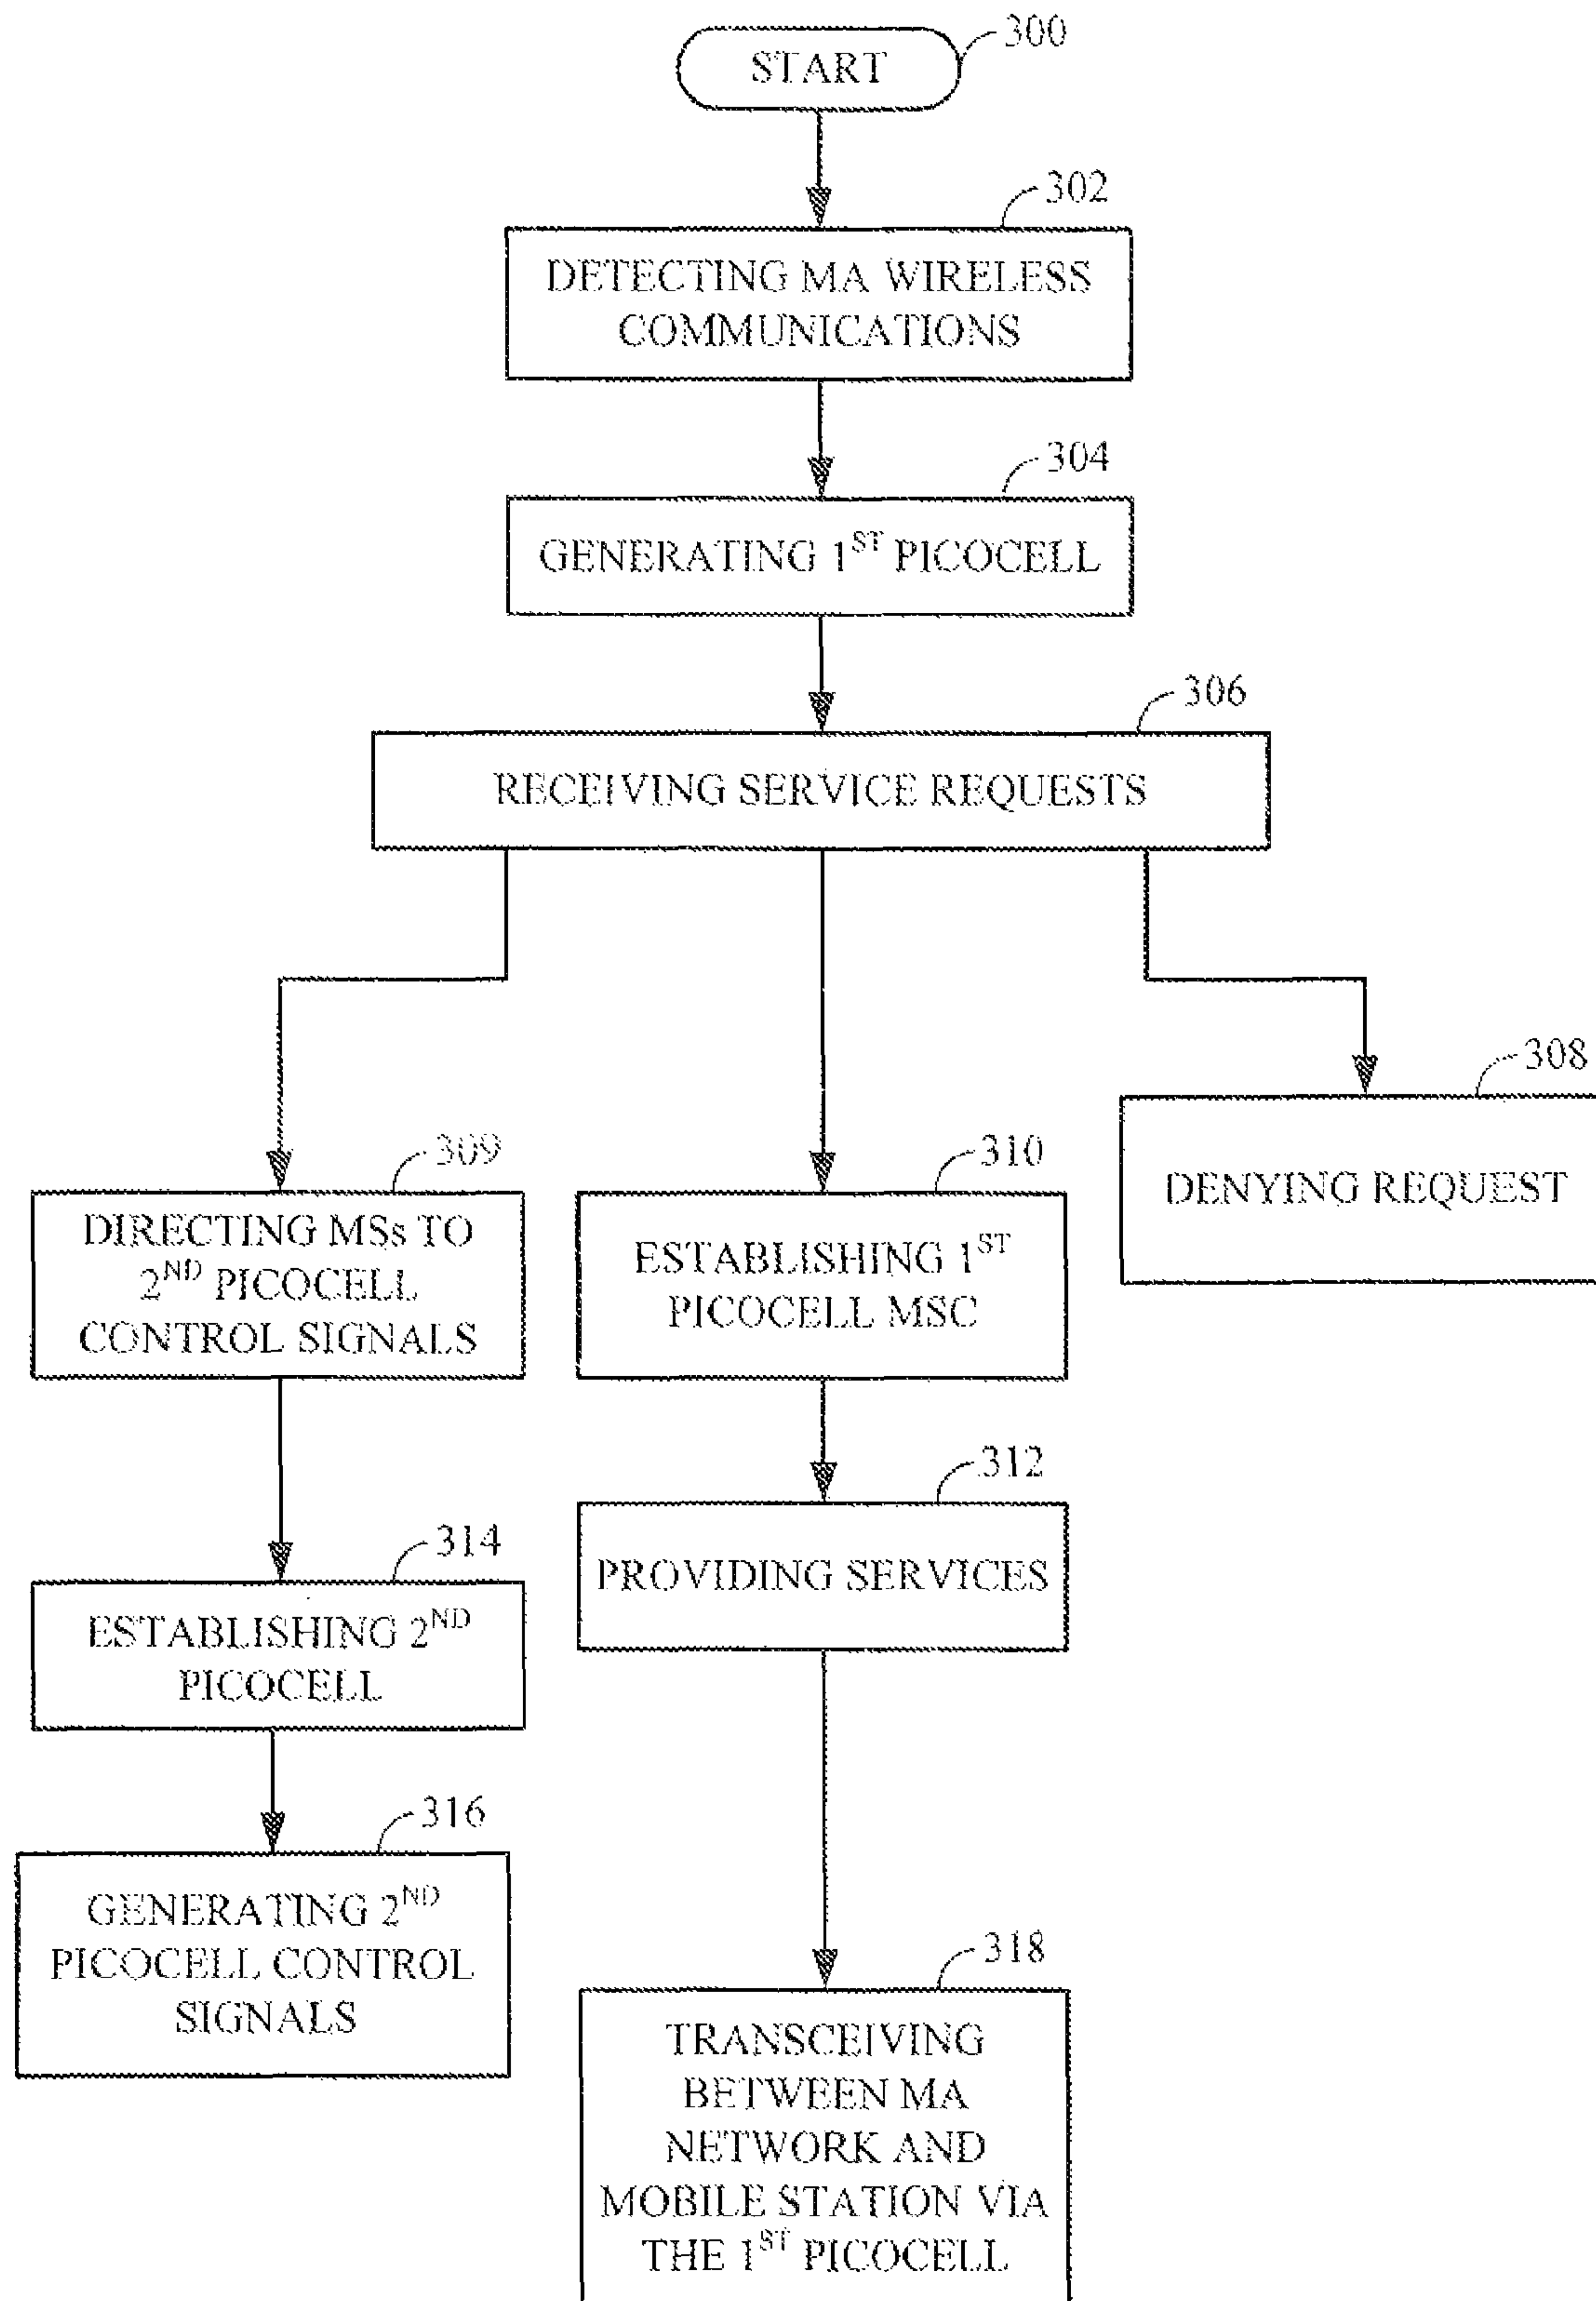 300
START
302
DETECTING MA WIRELESS
COMMUNICATIONS
304
GENERATING 1ST PICOCELL
306
RECEIVING SERVICE REQUESTS
308
DENYING REQUEST
309
DIRECTING MSs TO
2ND PICOCELL
CONTROL SIGNALS
310
ESTABLISHING 1ST
PICOCELL MSC
312
PROVIDING SERVICES
314
ESTABLISHING 2ND
PICOCELL
316
GENERATING 2ND
PICOCELL CONTROL
SIGNALS
318
TRANSCEIVING
BETWEEN MA
NETWORK AND
MOBILE STATION VIA
THE 1ST PICOCELL